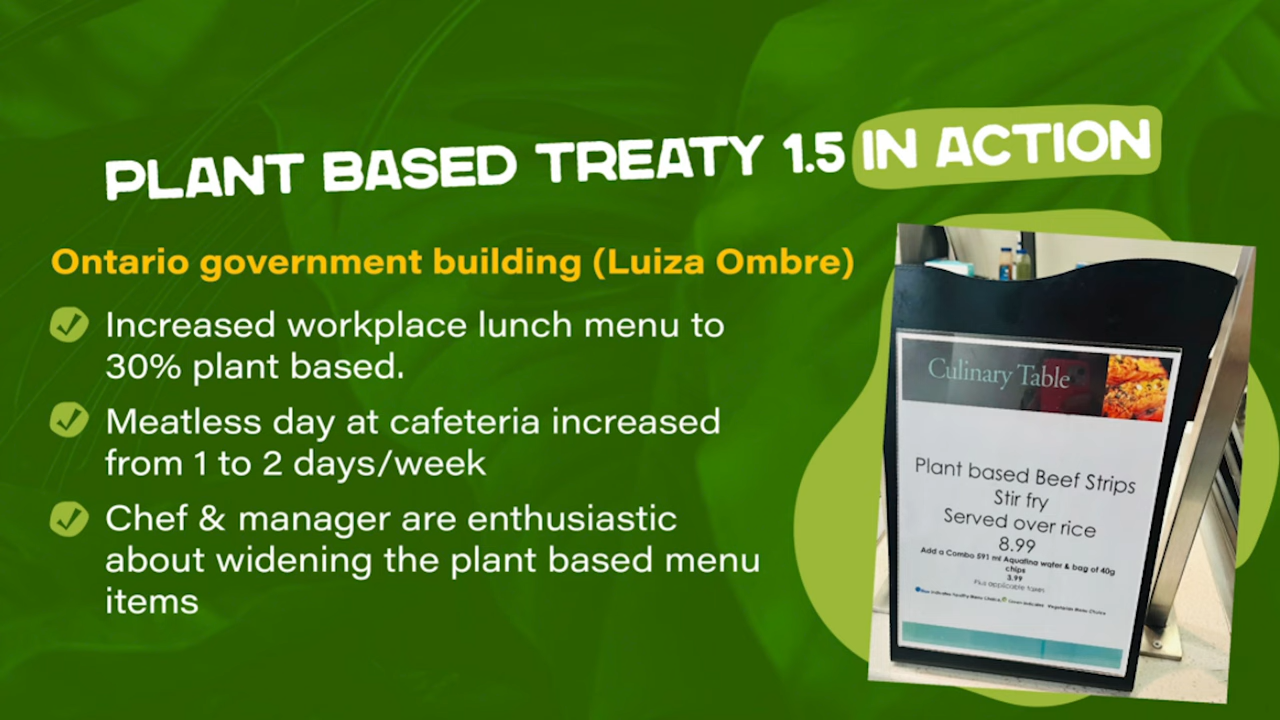 PLANT BASED TREATY 1.5 IN ACTION
Ontario government building (Luiza Ombre)
Increased workplace lunch menu to
30% plant based.
Meatless day at cafeteria increased
from 1 to 2 days/week
Chef & manager are enthusiastic
about widening the plant based menu
items
Culinary Table
Plant based Beef Strips
Stir fry
Served over rice
8.99
Add a Combo 591 ml Aquafina water & bag of 40g
chips
3.99
Plus applicable taxes